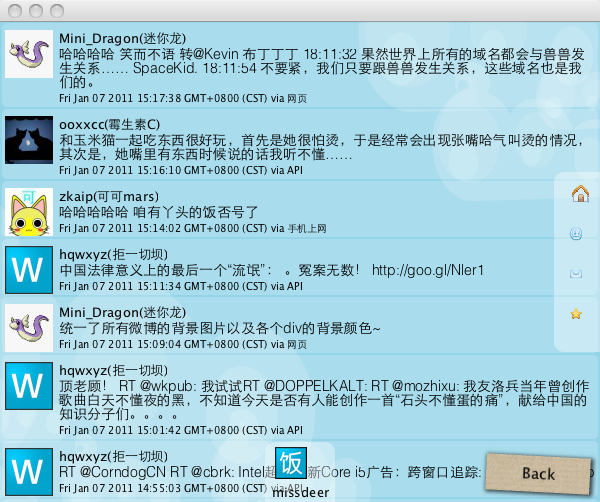 Mini_Dragon(迷你龙)
哈哈哈哈 笑而不语 转@Kevin 布丁丁丁 18:11:32 果然世界上所有的域名都会与兽兽发
生关系…… SpaceKid. 18:11:54 不要紧，我们只要跟兽兽发生关系，这些域名也是我
们的。
Fri Jan 07 2011 15:17:38 GMT+0800 (CST) via 网页
ooxxcc(霉生素C)
和玉米猫一起吃东西很好玩，首先是她很怕烫，于是经常会出现张嘴哈气叫烫的情况，
其次是，她嘴里有东西时候说的话我听不懂……
Fri Jan 07 2011 15:16:10 GMT+0800 (CST) via API
可
zkaip(可可mars)
哈哈哈哈哈 咱有丫头的饭否号了
Fri Jan 07 2011 15:14:02 GMT+0800 (CST) via 手机上网
W
hqwxyz(拒一切坝)
中国法律意义上的最后一个“流氓”： 。冤案无数！ http://goo.gl/Nler1
Fri Jan 07 2011 15:11:34 GMT+0800 (CST) via API
Mini_Dragon(迷你龙)
统一了所有微博的背景图片以及各个div的背景颜色~
Fri Jan 07 2011 15:09:04 GMT+0800 (CST) via 网页
W
hqwxyz(拒一切坝)
顶老顾！ RT @wkpub: 我试试RT @DOPPELKALT: RT @mozhixu: 我友洛兵当年曾创作
歌曲白天不懂夜的黑，不知道今天是否有人能创作一首“石头不懂蛋的痛”，献给中国的
知识分子们。。。。
Fri Jan 07 2011 15:05:42 GMT+0800 (CST) via API
W
hqwxyz(拒一切坝)
RT @CorndogCN RT @cbrk: Intel超 新Core i5广告：跨窗口追踪:
Fri Jan 07 2011 14:55:03 GMT+0800 (CST) via API
饭
missdeer
Back